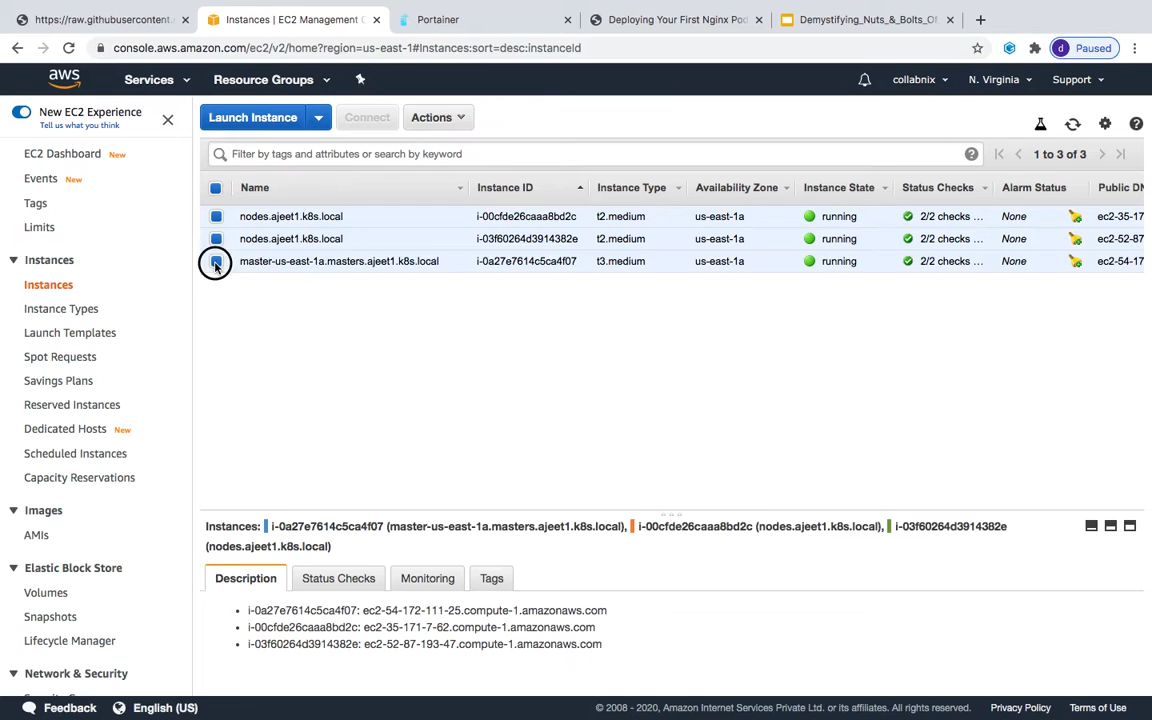 https://raw.githubusercontent.
Instances | EC2 Management C
Portainer
Deploying Your First Nginx Pod
Demystifying_Nuts_&_Bolts_Of
console.aws.amazon.com/ec2/v2/home?region=us-east-1#Instances:sort=desc:instanceId
d Paused
aws
Services
Resource Groups
collabnix
N. Virginia
Support
New EC2 Experience
Tell us what you think
EC2 Dashboard New
Events New
Tags
Limits
Instances
Instances
Instance Types
Launch Templates
Spot Requests
Savings Plans
Reserved Instances
Dedicated Hosts New
Scheduled Instances
Capacity Reservations
Images
AMIs
Elastic Block Store
Volumes
Snapshots
Lifecycle Manager
Network & Security
Launch Instance
Connect
Actions
Filter by tags and attributes or search by keyword
1 to 3 of 3
Name Instance ID Instance Type Availability Zone Instance State Status Checks Alarm Status Public DN
nodes.ajeet1.k8s.local i-00cfde26caaa8bd2c t2.medium us-east-1a running 2/2 checks ... None ec2-35-17
nodes.ajeet1.k8s.local i-03f60264d3914382e t2.medium us-east-1a running 2/2 checks ... None ec2-52-87
master-us-east-1a.masters.ajeet1.k8s.local i-0a27e7614c5ca4f07 t3.medium us-east-1a running 2/2 checks ... None ec2-54-17
Instances: i-0a27e7614c5ca4f07 (master-us-east-1a.masters.ajeet1.k8s.local), i-00cfde26caaa8bd2c (nodes.ajeet1.k8s.local), i-03f60264d3914382e
(nodes.ajeet1.k8s.local)
Description
Status Checks
Monitoring
Tags
• i-0a27e7614c5ca4f07: ec2-54-172-111-25.compute-1.amazonaws.com
• i-00cfde26caaa8bd2c: ec2-35-171-7-62.compute-1.amazonaws.com
• i-03f60264d3914382e: ec2-52-87-193-47.compute-1.amazonaws.com
Feedback
English (US)
© 2008 - 2020, Amazon Internet Services Private Ltd. or its affiliates. All rights reserved.
Privacy Policy
Terms of Use